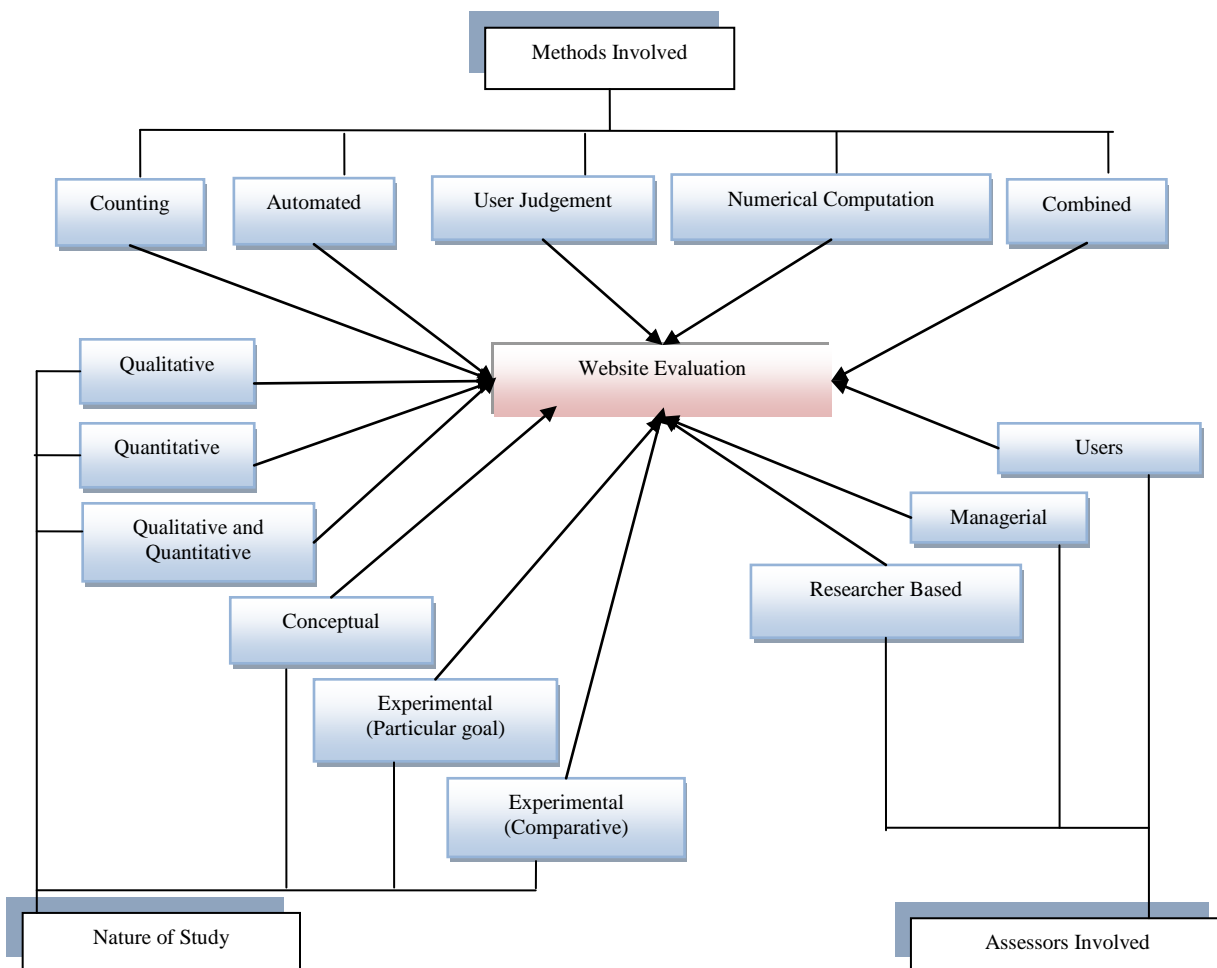 Methods Involved
Counting
Automated
User Judgement
Numerical Computation
Combined
Website Evaluation
Qualitative
Quantitative
Qualitative and
Quantitative
Conceptual
Experimental
(Particular goal)
Experimental
(Comparative)
Users
Managerial
Researcher Based
Nature of Study
Assessors Involved